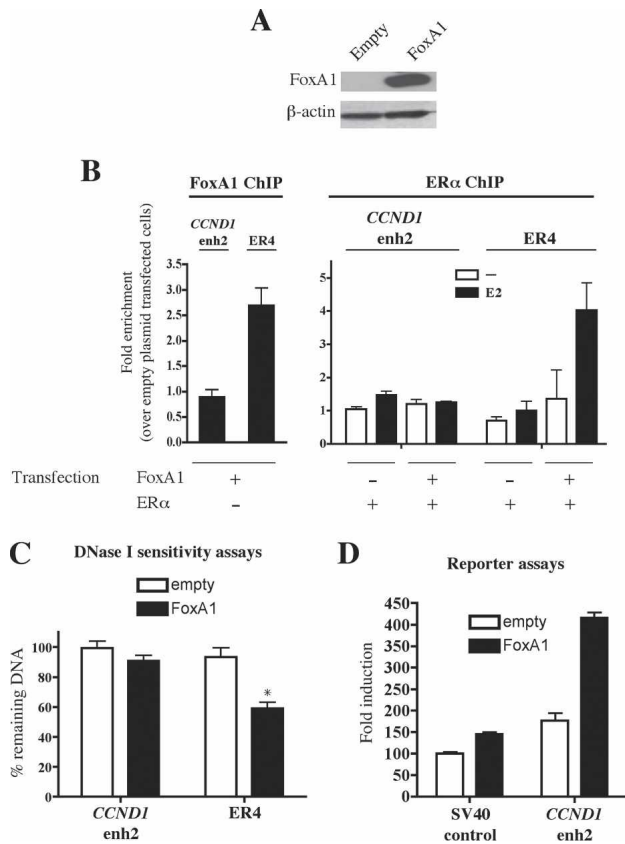 A
Empty
FoxA1
FoxA1
β-actin
B
FoxA1 ChIP
ERα ChIP
CCND1
enh2
ER4
CCND1
enh2
ER4
Fold enrichment
(over empty plasmid transfected cells)
3.5
3.0
2.5
2.0
1.5
1.0
0.5
0.0
5
4
2
1
0
–
E2
Transfection
FoxA1
+
–
+
–
+
ERα
–
+
+
+
+
C
DNase I sensitivity assays
empty
FoxA1
% remaining DNA
100
80
60
40
20
0
*
CCND1
enh2
ER4
D
Reporter assays
empty
FoxA1
Fold induction
450
400
350
300
250
200
150
100
50
0
SV40
control
CCND1
enh2